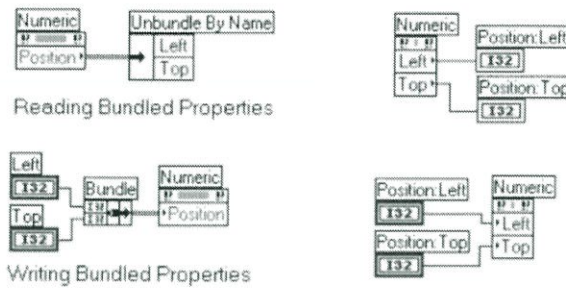 Numeric
Unbundle By Name
Position
Left
Top
Reading Bundled Properties
Numeric
Left
Top
Position:Left
I32
Position:Top
I32
Left
I32
Top
I32
Bundle
I32
I32
Numeric
Position
Writing Bundled Properties
Position:Left
I32
Position:Top
I32
Numeric
Left
Top